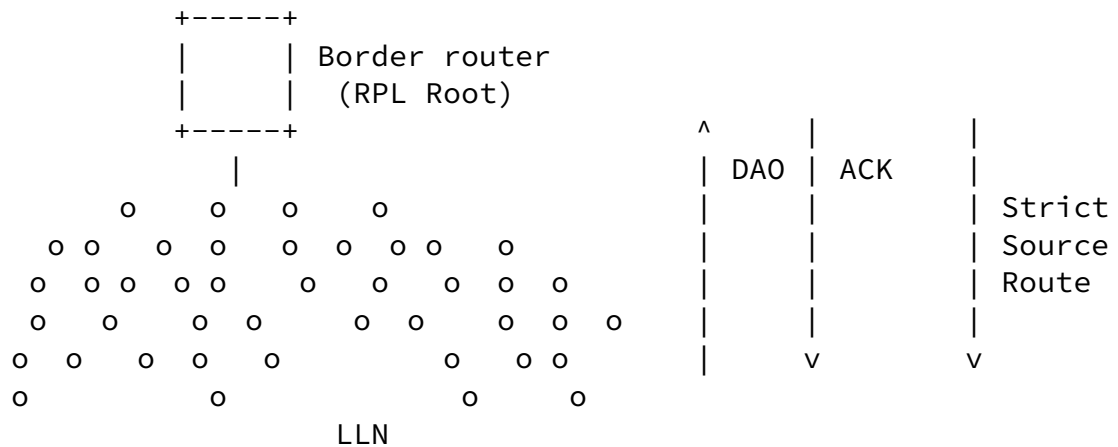 Border router
(RPL Root)
DAO ACK
Strict
Source
Route
LLN